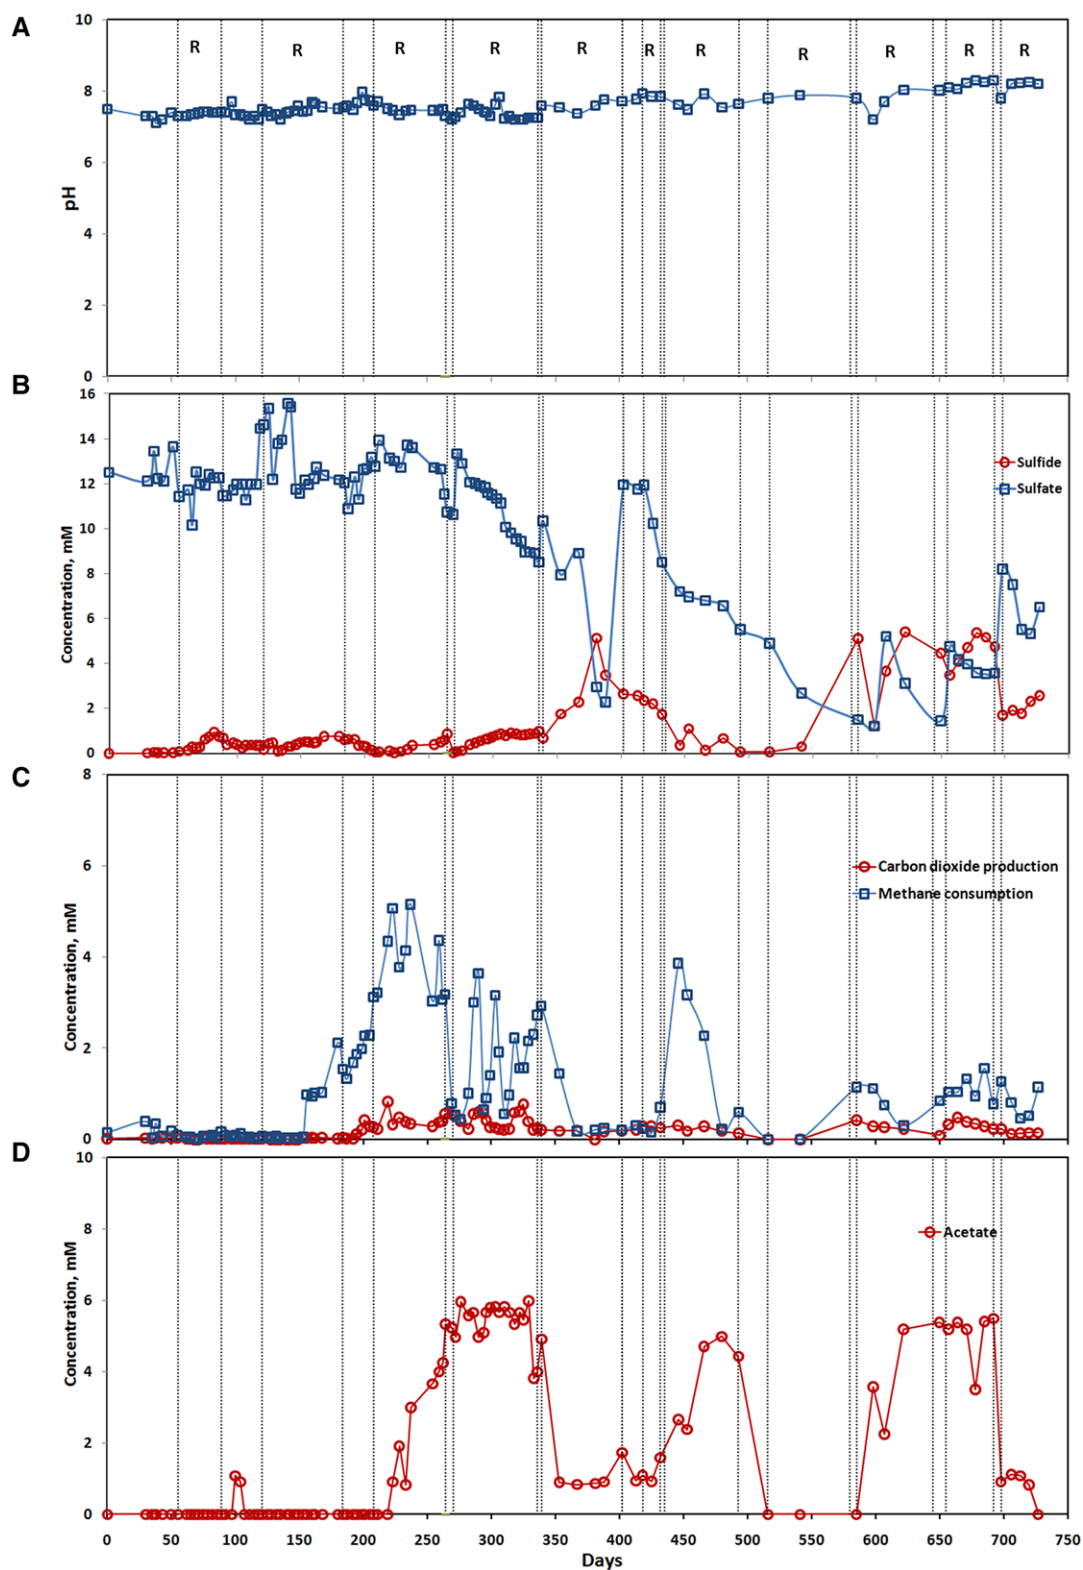 A
10
R R R R R R R R R R R
8
6
pH
4
2
0
B
16
14
Sulfide
12
Sulfate
10
Concentration, mM
8
6
4
2
0
C
8
6
Carbon dioxide production
Methane consumption
Concentration, mM
4
2
0
D
10
8
Acetate
Concentration, mM
6
4
2
0
0 50 100 150 200 250 300 350 400 450 500 550 600 650 700 750
Days